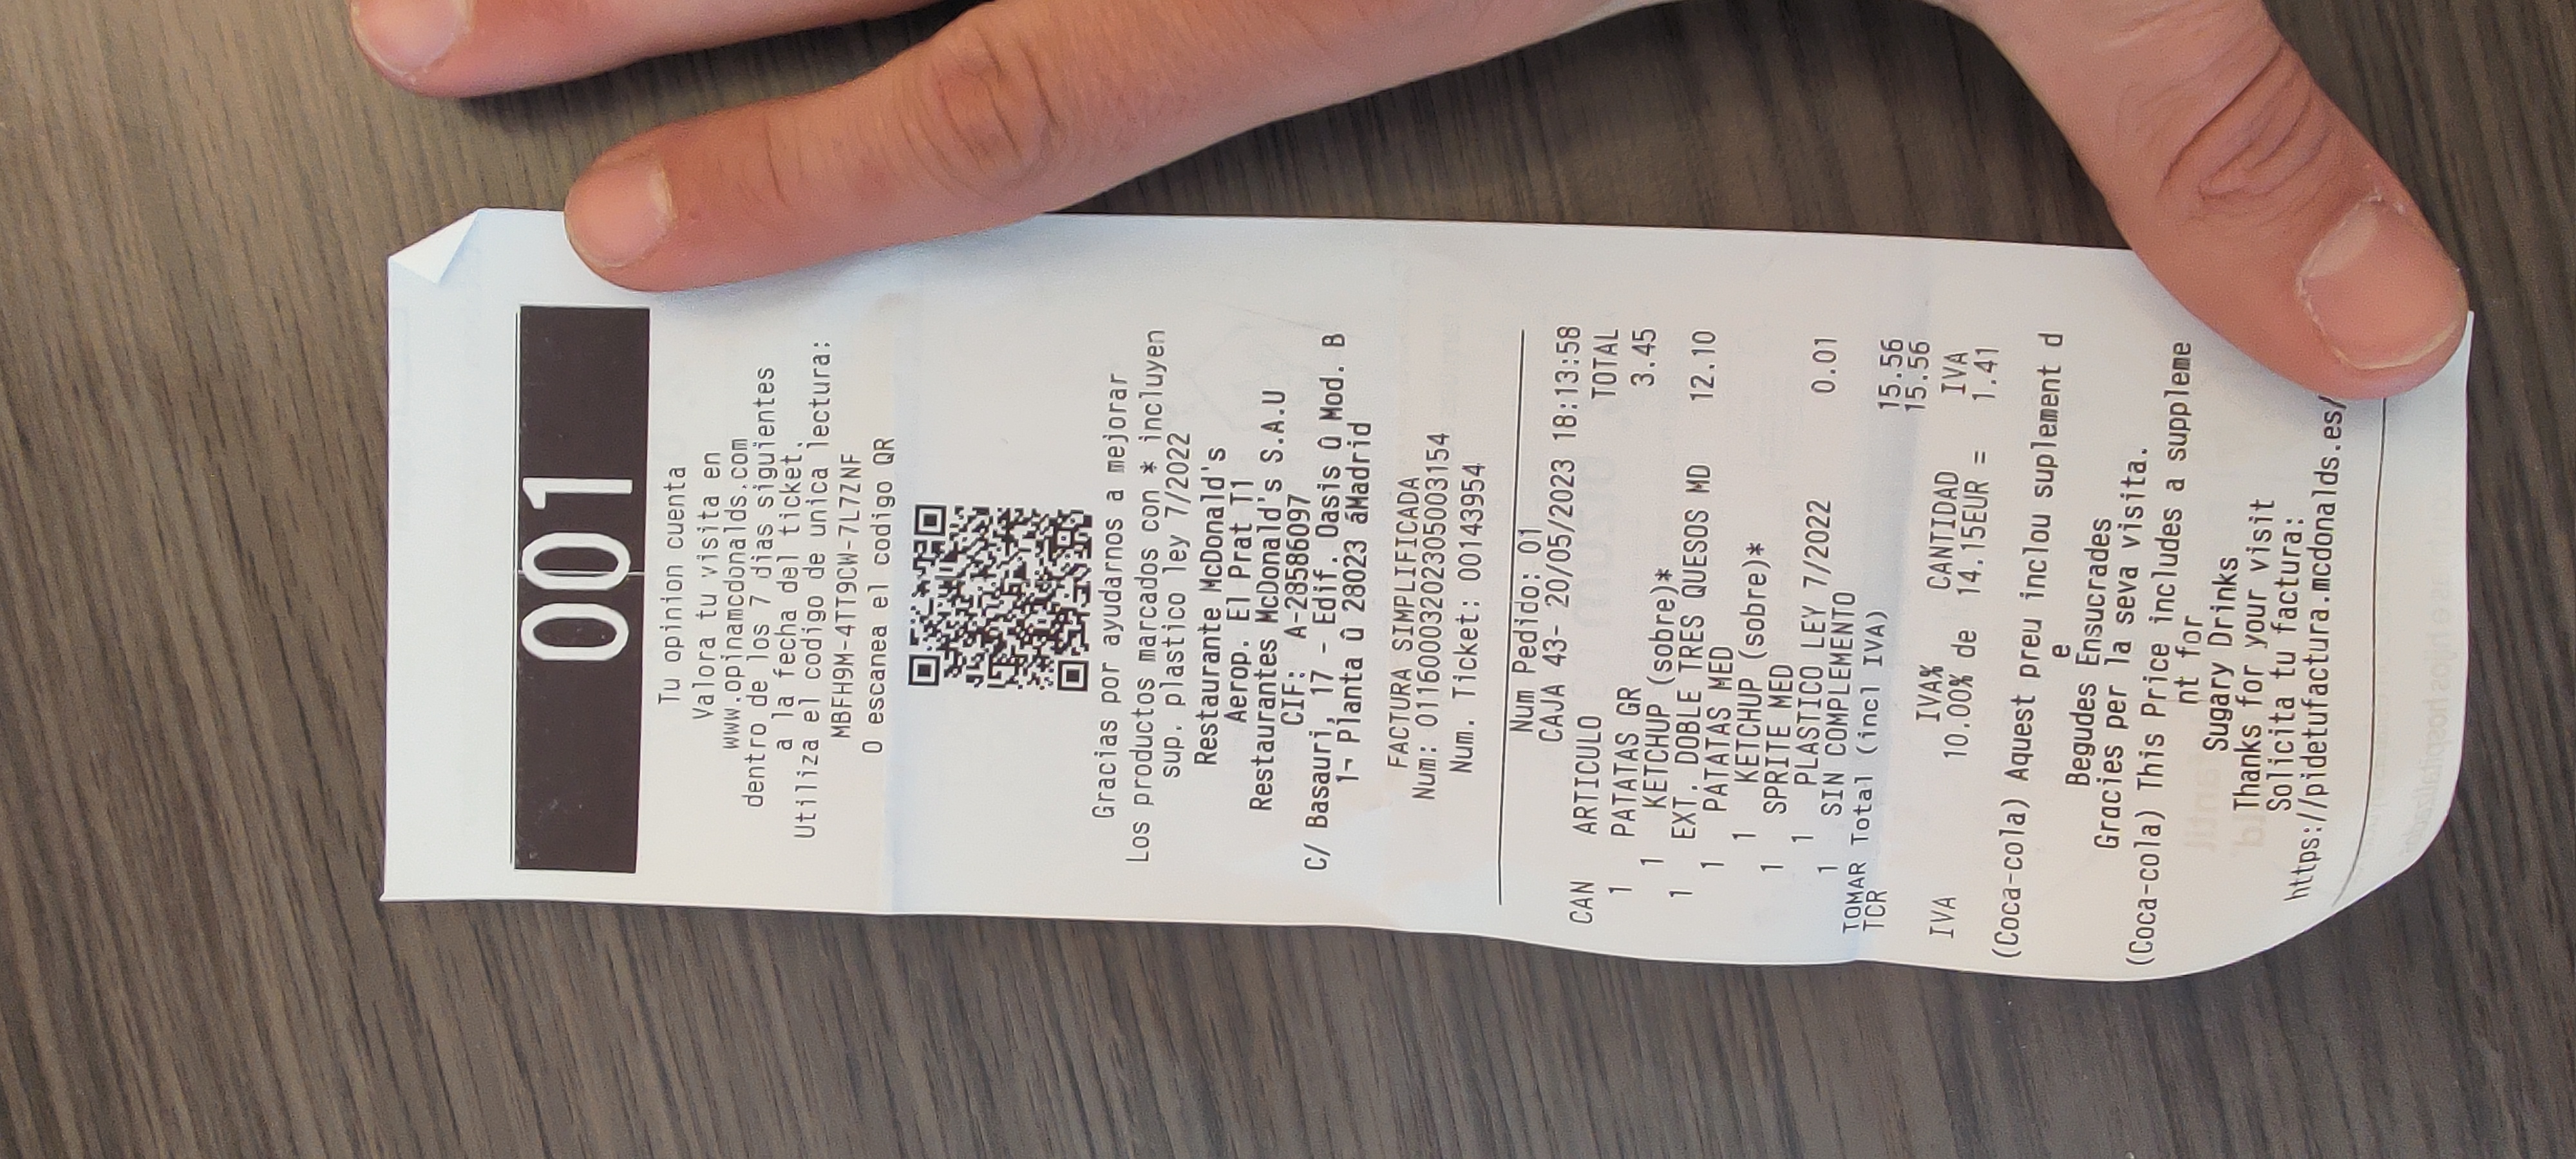 001
Tu opinion cuenta
Valora tu visita en
www.opinamcdonalds.com
dentro de los 7 dias siguientes
a la fecha del ticket.
Utiliza el codigo de unica lectura:
MBFH9M-4TT9CW-7L7ZNF
O escanea el codigo QR
Gracias por ayudarnos a mejorar
Los productos marcados con * incluyen
sup. plastico ley 7/2022
Restaurante McDonald's
Aerop. El Prat T1
Restaurantes McDonald's S.A.U
CIF: A-28586097
C/ Basauri, 17 - Edif. Oasis Û Mod. B
1¬ Planta û 28023 âMadrid
FACTURA SIMPLIFICADA
Num: 01160003202305003154
Num. Ticket: 00143954
Num Pedido: 01
CAJA 43- 20/05/2023 18:13:58
CAN ARTICULO TOTAL
1 PATATAS GR 3.45
1 KETCHUP (sobre)*
1 EXT. DOBLE TRES QUESOS MD 12.10
1 PATATAS MED
1 KETCHUP (sobre)*
1 SPRITE MED
1 PLASTICO LEY 7/2022 0.01
1 SIN COMPLEMENTO
TOMAR Total (incl IVA) 15.56
TCR 15.56
IVA IVA% CANTIDAD IVA
10.00% de 14.15EUR = 1.41
(Coca-cola) Aquest preu inclou suplement d
e
Begudes Ensucrades
Gracies per la seva visita.
(Coca-cola) This Price includes a suppleme
nt for
Sugary Drinks
Thanks for your visit
Solicita tu factura:
https://pidetufactura.mcdonalds.es/